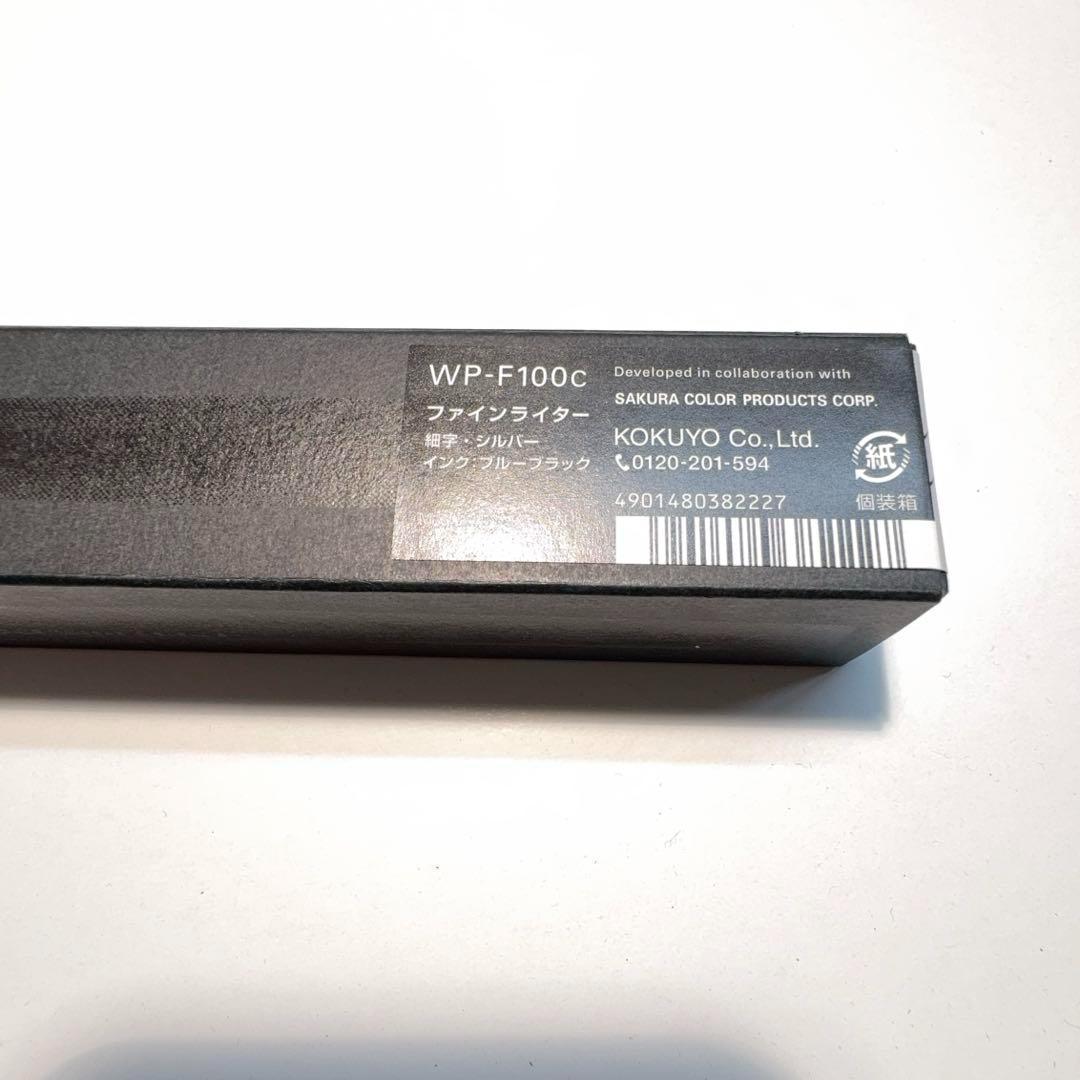 WP-F100C
ファインライター
細字・シルバー
インク:ブルーブラック
Developed in collaboration with
SAKURA COLOR PRODUCTS CORP.
KOKUYO Co.,Ltd.
0120-201-594
4901480382227
紙
個装箱